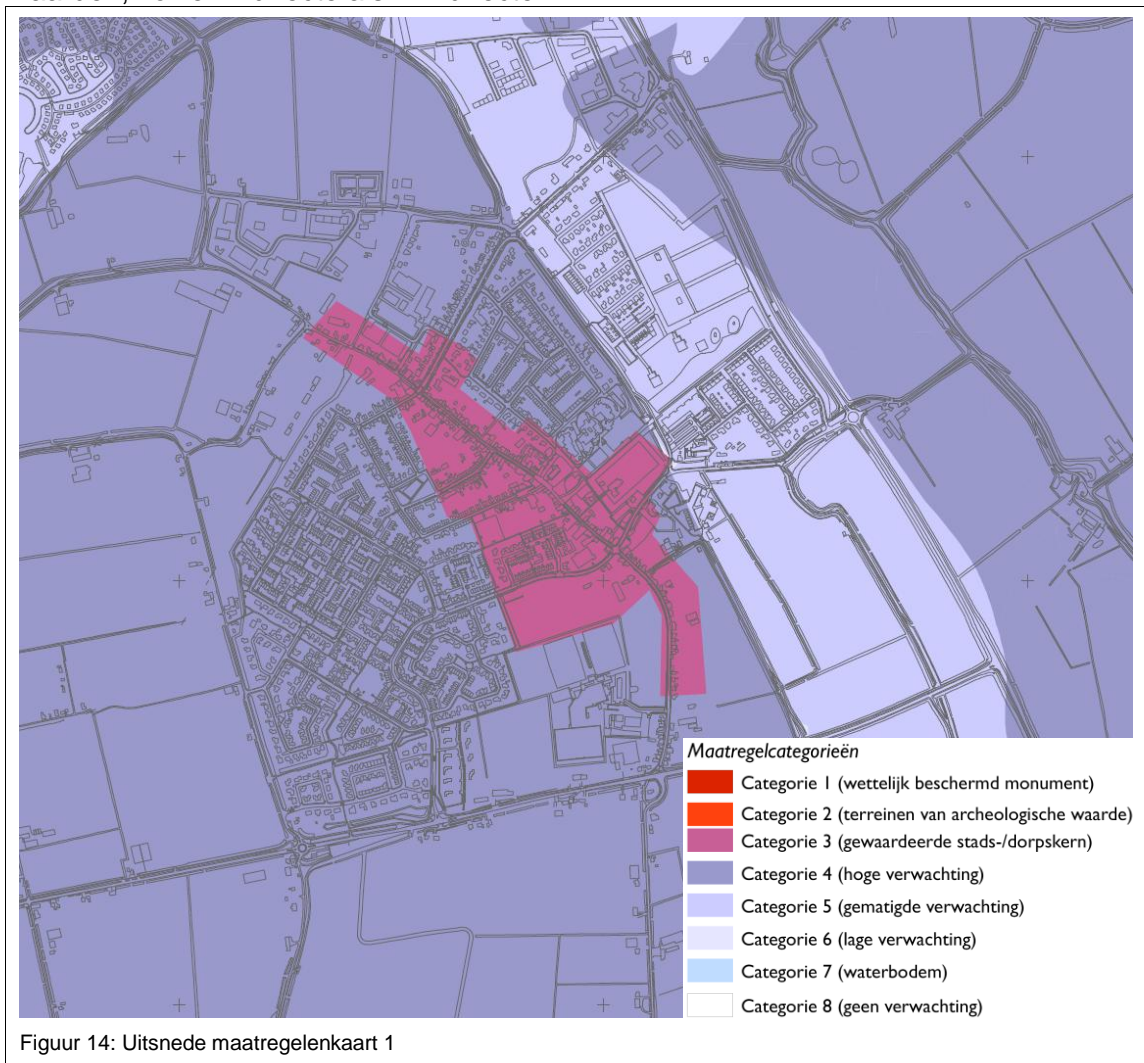 Maatregelcategorieën
Categorie 1 (wettelijk beschermd monument)
Categorie 2 (terreinen van archeologische waarde)
Categorie 3 (gewaardeerde stads-/dorpskern)
Categorie 4 (hoge verwachting)
Categorie 5 (gematigde verwachting)
Categorie 6 (lage verwachting)
Categorie 7 (waterbodem)
Categorie 8 (geen verwachting)
Figuur 14: Uitsnede maatregelenkaart 1